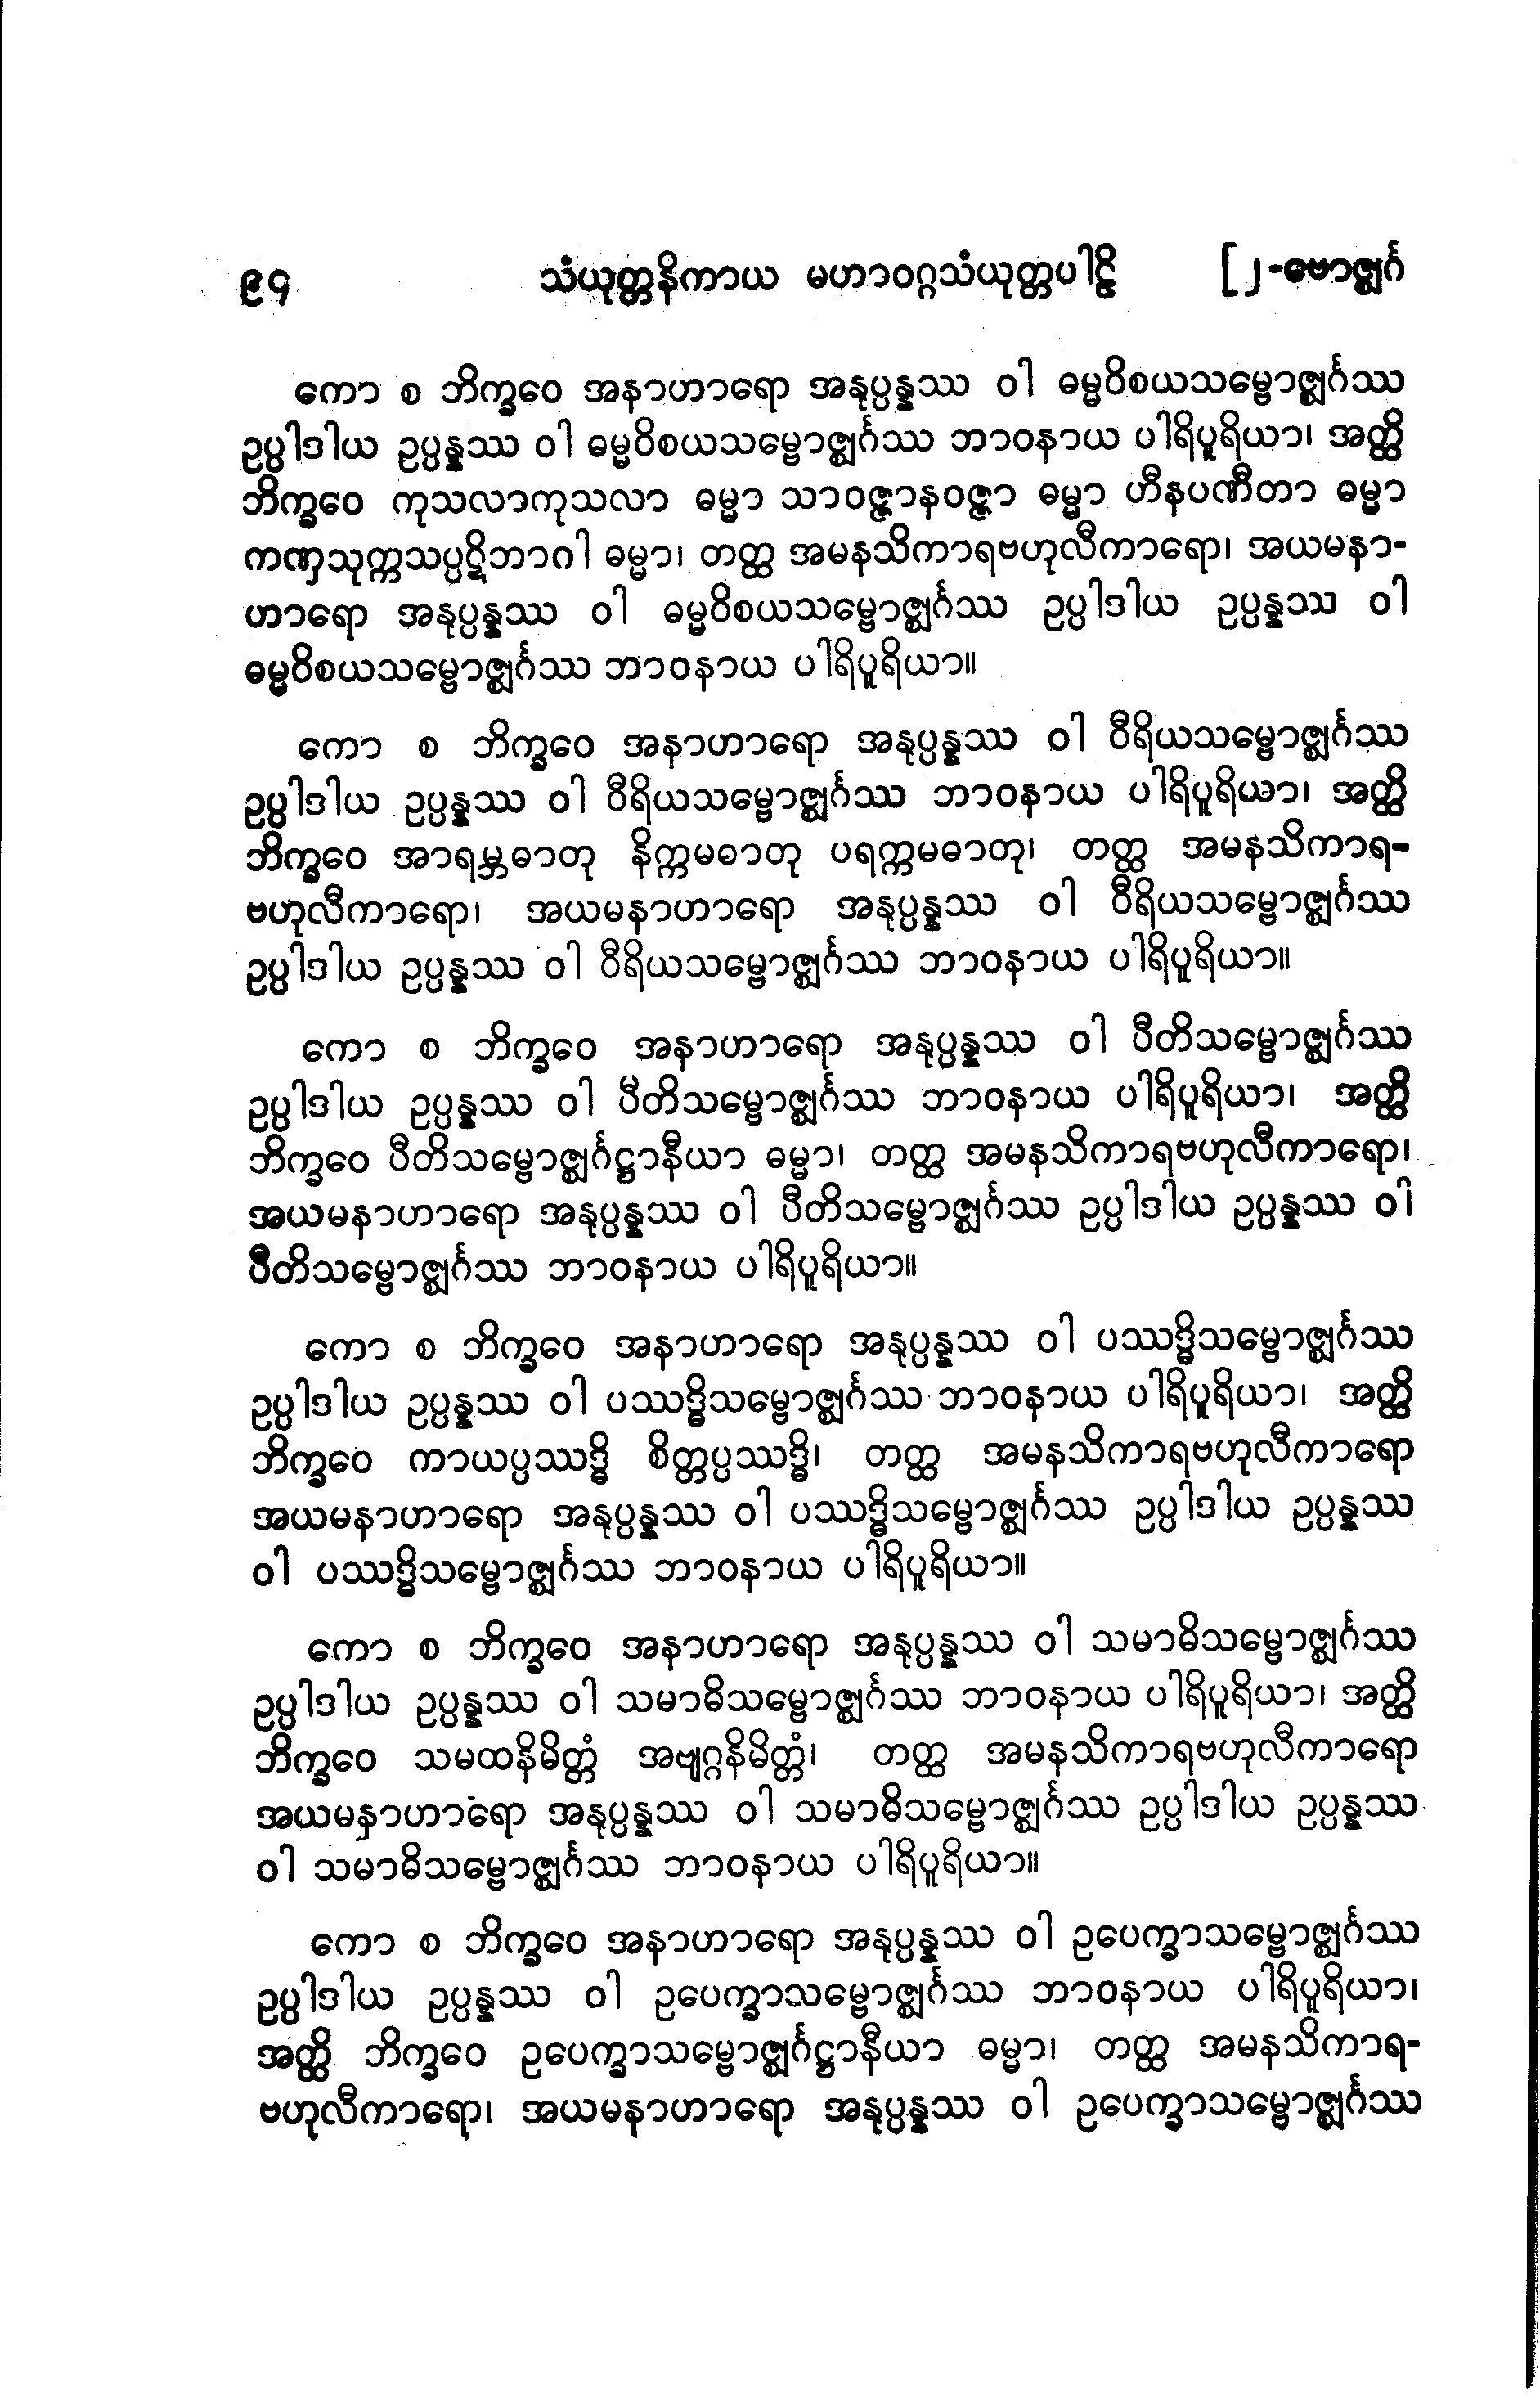 ၉၄ သံယုတ္တနိကာယ မဟာဝဂ္ဂသံယုတ္တပါဠိ [၂-ဗောဇ္ဈင်္ဂ
ကော စ ဘိက္ခဝေ အနာဟာရော အနုပ္ပန္နဿ ဝါ ဓမ္မဝိစယသမ္ဗောဇ္ဈင်္ဂဿ
ဥပ္ပါဒါယ ဥပ္ပန္နဿ ဝါ ဓမ္မဝိစယသမ္ဗောဇ္ဈင်္ဂဿ ဘာဝနာယ ပါရိပူရိယာ၊ အတ္ထိ
ဘိက္ခဝေ ကုသလာကုသလာ ဓမ္မာ သာဝဇ္ဇာနဝဇ္ဇာ ဓမ္မာ ဟီနပဏီတာ ဓမ္မာ
ကဏှသုက္ကသပ္ပဋိဘာဂါ ဓမ္မာ၊ တတ္ထ အမနသိကာရဗဟုလီကာရော၊ အယမနာ-
ဟာရော အနုပ္ပန္နဿ ဝါ ဓမ္မဝိစယသမ္ဗောဇ္ဈင်္ဂဿ ဥပ္ပါဒါယ ဥပ္ပန္နဿ ဝါ
ဓမ္မဝိစယသမ္ဗောဇ္ဈင်္ဂဿ ဘာဝနာယ ပါရိပူရိယာ။
ကော စ ဘိက္ခဝေ အနာဟာရော အနုပ္ပန္နဿ ဝါ ဝီရိယသမ္ဗောဇ္ဈင်္ဂဿ
ဥပ္ပါဒါယ ဥပ္ပန္နဿ ဝါ ဝီရိယသမ္ဗောဇ္ဈင်္ဂဿ ဘာဝနာယ ပါရိပူရိယာ၊ အတ္ထိ
ဘိက္ခဝေ အာရမ္ဘဓာတု နိက္ကမဓာတု ပရက္ကမဓာတု၊ တတ္ထ အမနသိကာရ-
ဗဟုလီကာရော၊ အယမနာဟာရော အနုပ္ပန္နဿ ဝါ ဝီရိယသမ္ဗောဇ္ဈင်္ဂဿ
ဥပ္ပါဒါယ ဥပ္ပန္နဿ ဝါ ဝီရိယသမ္ဗောဇ္ဈင်္ဂဿ ဘာဝနာယ ပါရိပူရိယာ။
ကော စ ဘိက္ခဝေ အနာဟာရော အနုပ္ပန္နဿ ဝါ ပီတိသမ္ဗောဇ္ဈင်္ဂဿ
ဥပ္ပါဒါယ ဥပ္ပန္နဿ ဝါ ပီတိသမ္ဗောဇ္ဈင်္ဂဿ ဘာဝနာယ ပါရိပူရိယာ၊ အတ္ထိ
ဘိက္ခဝေ ပီတိသမ္ဗောဇ္ဈင်္ဂဋ္ဌာနီယာ ဓမ္မာ၊ တတ္ထ အမနသိကာရဗဟုလီကာရော၊
အယမနာဟာရော အနုပ္ပန္နဿ ဝါ ပီတိသမ္ဗောဇ္ဈင်္ဂဿ ဥပ္ပါဒါယ ဥပ္ပန္နဿ ဝါ
ပီတိသမ္ဗောဇ္ဈင်္ဂဿ ဘာဝနာယ ပါရိပူရိယာ။
ကော စ ဘိက္ခဝေ အနာဟာရော အနုပ္ပန္နဿ ဝါ ပဿဒ္ဓိသမ္ဗောဇ္ဈင်္ဂဿ
ဥပ္ပါဒါယ ဥပ္ပန္နဿ ဝါ ပဿဒ္ဓိသမ္ဗောဇ္ဈင်္ဂဿ ဘာဝနာယ ပါရိပူရိယာ၊ အတ္ထိ
ဘိက္ခဝေ ကာယပ္ပဿဒ္ဓိ စိတ္တပ္ပဿဒ္ဓိ၊ တတ္ထ အမနသိကာရဗဟုလီကာရော
အယမနာဟာရော အနုပ္ပန္နဿ ဝါ ပဿဒ္ဓိသမ္ဗောဇ္ဈင်္ဂဿ ဥပ္ပါဒါယ ဥပ္ပန္နဿ
ဝါ ပဿဒ္ဓိသမ္ဗောဇ္ဈင်္ဂဿ ဘာဝနာယ ပါရိပူရိယာ။
ကော စ ဘိက္ခဝေ အနာဟာရော အနုပ္ပန္နဿ ဝါ သမာဓိသမ္ဗောဇ္ဈင်္ဂဿ
ဥပ္ပါဒါယ ဥပ္ပန္နဿ ဝါ သမာဓိသမ္ဗောဇ္ဈင်္ဂဿ ဘာဝနာယ ပါရိပူရိယာ၊ အတ္ထိ
ဘိက္ခဝေ သမထနိမိတ္တံ အဗျဂ္ဂနိမိတ္တံ၊ တတ္ထ အမနသိကာရဗဟုလီကာရော
အယမနာဟာရော အနုပ္ပန္နဿ ဝါ သမာဓိသမ္ဗောဇ္ဈင်္ဂဿ ဥပ္ပါဒါယ ဥပ္ပန္နဿ
ဝါ သမာဓိသမ္ဗောဇ္ဈင်္ဂဿ ဘာဝနာယ ပါရိပူရိယာ။
ကော စ ဘိက္ခဝေ အနာဟာရော အနုပ္ပန္နဿ ဝါ ဥပေက္ခာသမ္ဗောဇ္ဈင်္ဂဿ
ဥပ္ပါဒါယ ဥပ္ပန္နဿ ဝါ ဥပေက္ခာသမ္ဗောဇ္ဈင်္ဂဿ ဘာဝနာယ ပါရိပူရိယာ၊
အတ္ထိ ဘိက္ခဝေ ဥပေက္ခာသမ္ဗောဇ္ဈင်္ဂဋ္ဌာနီယာ ဓမ္မာ၊ တတ္ထ အမနသိကာရ-
ဗဟုလီကာရော၊ အယမနာဟာရော အနုပ္ပန္နဿ ဝါ ဥပေက္ခာသမ္ဗောဇ္ဈင်္ဂဿ